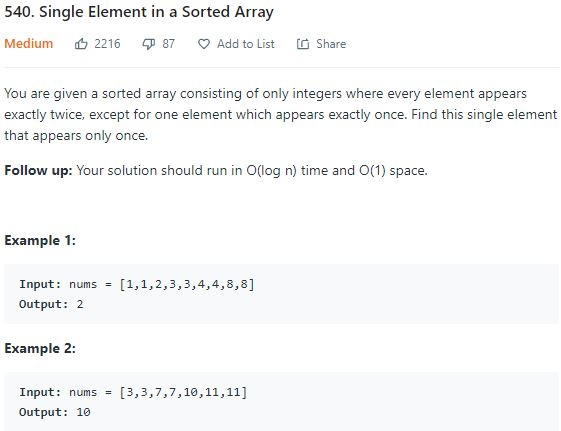 540. Single Element in a Sorted Array
Medium 2216 87 Add to List Share
You are given a sorted array consisting of only integers where every element appears
exactly twice, except for one element which appears exactly once. Find this single element
that appears only once.
Follow up: Your solution should run in O(log n) time and O(1) space.
Example 1:
Input: nums = [1,1,2,3,3,4,4,8,8]
Output: 2
Example 2:
Input: nums = [3,3,7,7,10,11,11]
Output: 10